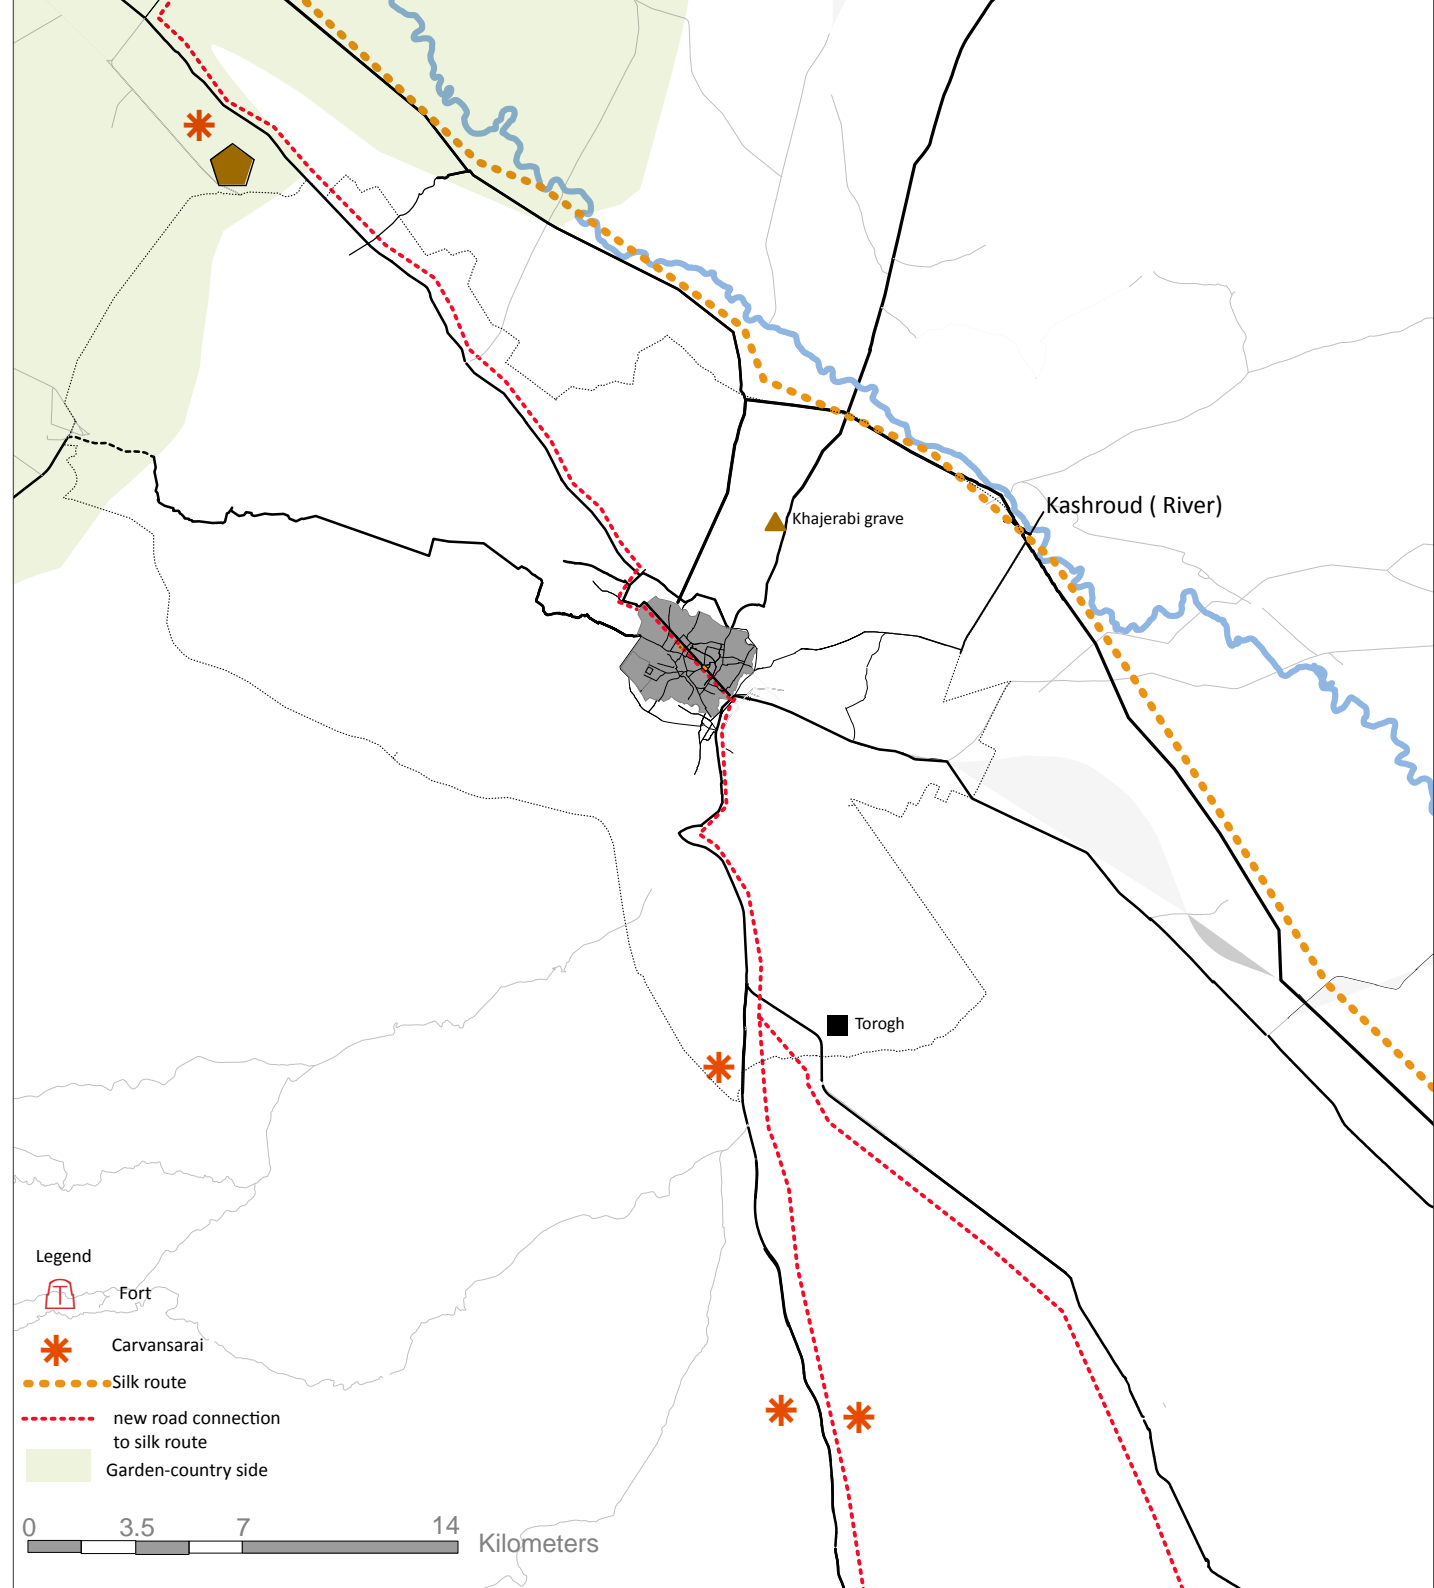 Kashroud ( River)
Khajerabi grave
Torogh
Legend
Fort
Carvansarai
Silk route
new road connection
to silk route
Garden-country side
0 3.5 7 14
Kilometers